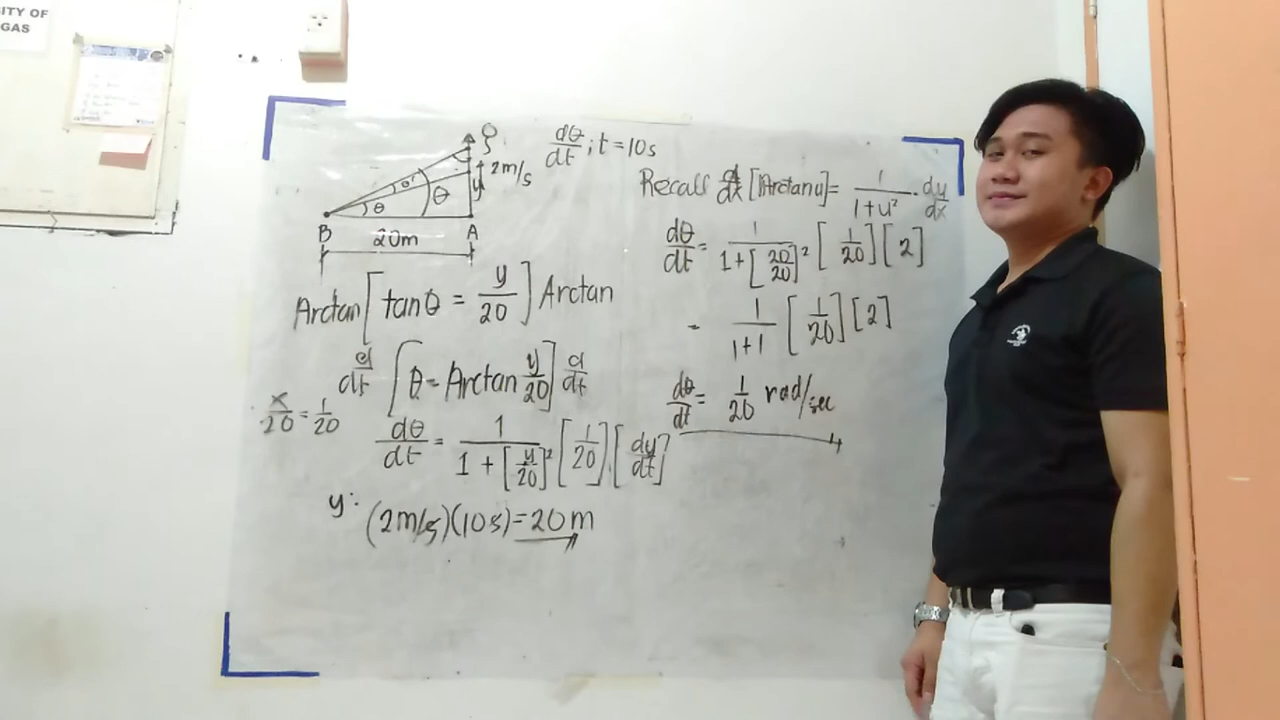 ITY OF
GAS
2m/s
y
θ
θ'
θ
B
A
20m
dθ/dt ; t = 10s
Arctan [ tan θ = y/20 ] Arctan
d/dt [ θ = Arctan y/20 ] d/dt
x/20 = 1/20
dθ/dt = 1/(1 + [y/20]²) [1/20] . [dy/dt]
y: (2m/s)(10s) = 20m
Recall d/dx [Arctan u] = 1/(1+u²) . du/dx
dθ/dt = 1/(1+[20/20]²) [1/20] [2]
= 1/(1+1) [1/20] [2]
dθ/dt = 1/20 rad/sec